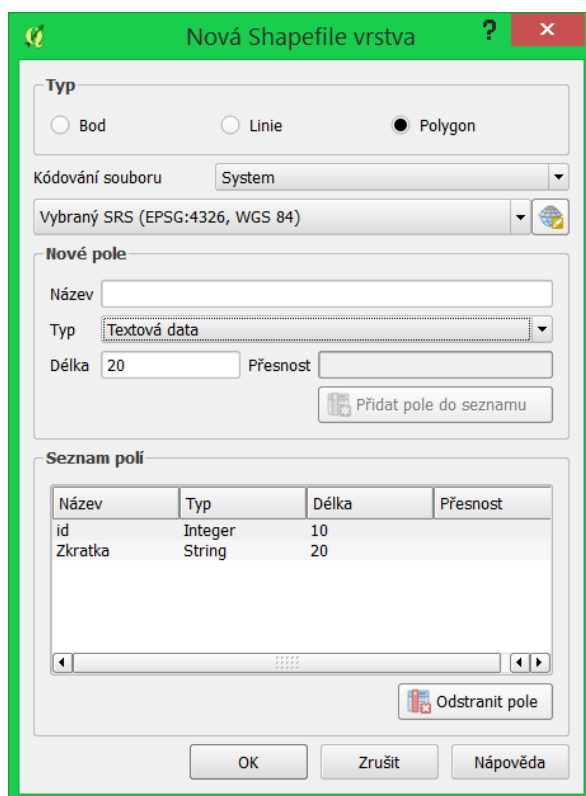 Nová Shapefile vrstva ?
Typ
Bod Linie Polygon
Kódování souboru System
Vybraný SRS (EPSG:4326, WGS 84)
Nové pole
Název
Typ Textová data
Délka 20 Přesnost
Přidat pole do seznamu
Seznam polí
Název Typ Délka Přesnost
id Integer 10
Zkratka String 20
Odstranit pole
OK Zrušit Nápověda